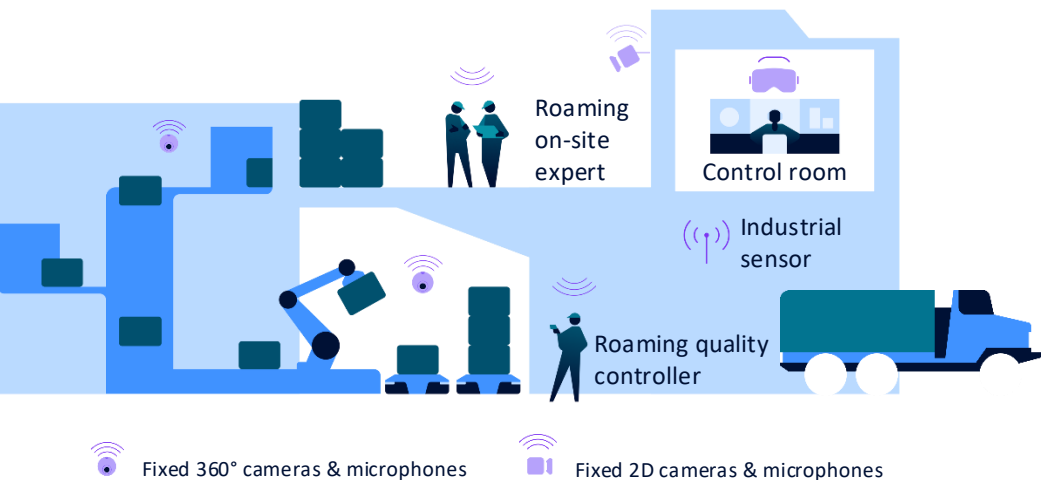 Roaming
on-site
expert
Control room
Industrial
sensor
Roaming quality
controller
Fixed 360° cameras & microphones
Fixed 2D cameras & microphones